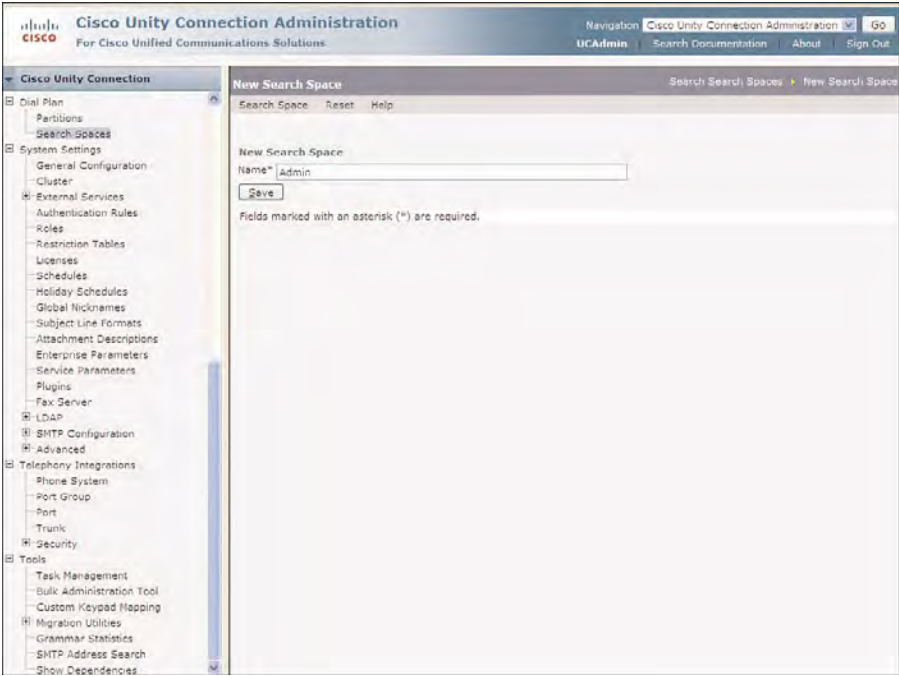 Cisco Unity Connection Administration
For Cisco Unified Communications Solutions
Navigation Cisco Unity Connection Administration Go
UCAdmin Search Documentation About Sign Out
CISCO
Cisco Unity Connection
Dial Plan
Partitions
Search Spaces
System Settings
General Configuration
Cluster
External Services
Authentication Rules
Roles
Restriction Tables
Licenses
Schedules
Holiday Schedules
Global Nicknames
Subject Line Formats
Attachment Descriptions
Enterprise Parameters
Service Parameters
Plugins
Fax Server
LDAP
SMTP Configuration
Advanced
Telephony Integrations
Phone System
Port Group
Port
Trunk
Security
Tools
Task Management
Bulk Administration Tool
Custom Keypad Mapping
Migration Utilities
Grammar Statistics
SMTP Address Search
Show Dependencies
New Search Space
Search Search Spaces New Search Space
Search Space Reset Help
New Search Space
Name* Admin
Save
Fields marked with an asterisk (*) are required.